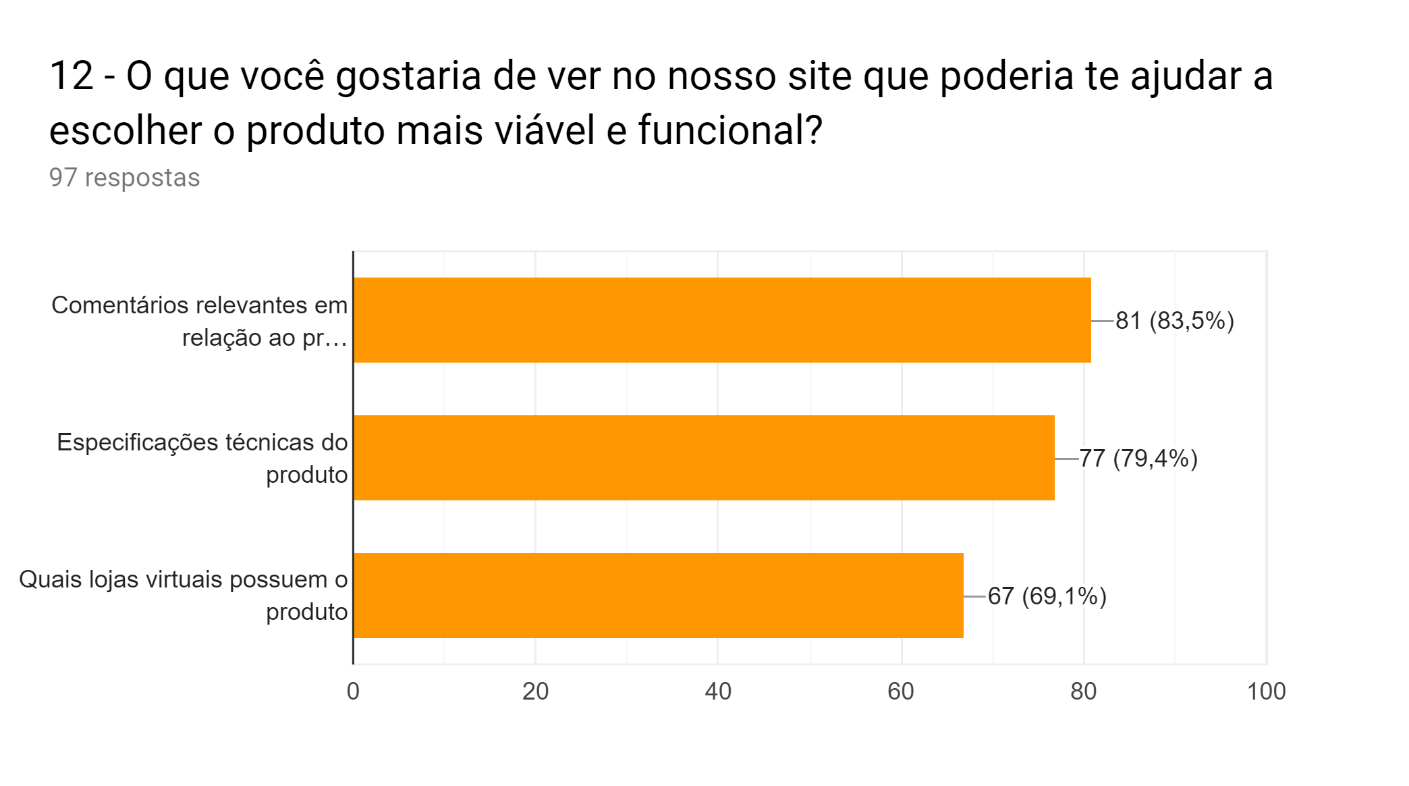 12 - O que você gostaria de ver no nosso site que poderia te ajudar a
escolher o produto mais viável e funcional?
97 respostas
Comentários relevantes em
relação ao pr…
81 (83,5%)
Especificações técnicas do
produto
77 (79,4%)
Quais lojas virtuais possuem o
produto
67 (69,1%)
0 20 40 60 80 100